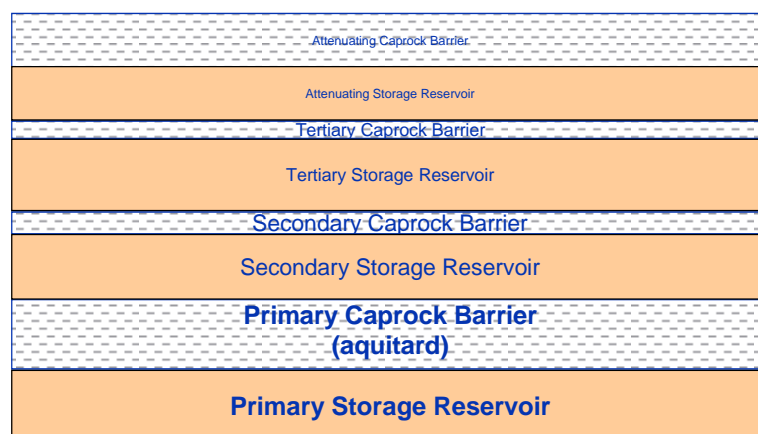 Attenuating Caprock Barrier
Attenuating Storage Reservoir
Tertiary Caprock Barrier
Tertiary Storage Reservoir
Secondary Caprock Barrier
Secondary Storage Reservoir
Primary Caprock Barrier
(aquitard)
Primary Storage Reservoir